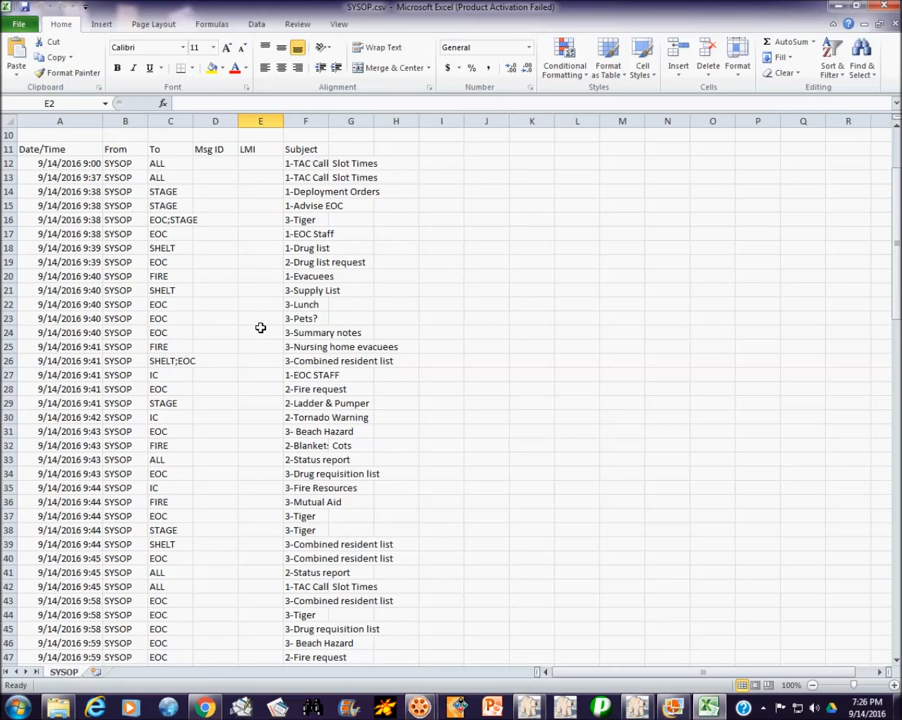 SYSOP.csv - Microsoft Excel (Product Activation Failed)
File Home Insert Page Layout Formulas Data Review View
Cut
Copy
Format Painter
Paste
Calibri 11
Wrap Text
Merge & Center
General
Conditional Formatting
Format as Table
Cell Styles
Insert Delete Format
AutoSum
Fill
Clear
Sort & Filter
Find & Select
Clipboard Font Alignment Number Styles Cells Editing
E2 fx
A B C D E F G H I J K L M N O P Q R
10
11 Date/Time From To Msg ID LMI Subject
12 9/14/2016 9:00 SYSOP ALL 1-TAC Call Slot Times
13 9/14/2016 9:37 SYSOP ALL 1-TAC Call Slot Times
14 9/14/2016 9:38 SYSOP STAGE 1-Deployment Orders
15 9/14/2016 9:38 SYSOP STAGE 1-Advise EOC
16 9/14/2016 9:38 SYSOP EOC;STAGE 3-Tiger
17 9/14/2016 9:38 SYSOP EOC 1-EOC Staff
18 9/14/2016 9:39 SYSOP SHELT 1-Drug list
19 9/14/2016 9:39 SYSOP EOC 2-Drug list request
20 9/14/2016 9:40 SYSOP FIRE 1-Evacuees
21 9/14/2016 9:40 SYSOP SHELT 3-Supply List
22 9/14/2016 9:40 SYSOP EOC 3-Lunch
23 9/14/2016 9:40 SYSOP EOC 3-Pets?
24 9/14/2016 9:40 SYSOP EOC 3-Summary notes
25 9/14/2016 9:41 SYSOP FIRE 3-Nursing home evacuees
26 9/14/2016 9:41 SYSOP SHELT;EOC 3-Combined resident list
27 9/14/2016 9:41 SYSOP IC 1-EOC STAFF
28 9/14/2016 9:41 SYSOP EOC 2-Fire request
29 9/14/2016 9:41 SYSOP STAGE 2-Ladder & Pumper
30 9/14/2016 9:42 SYSOP IC 2-Tornado Warning
31 9/14/2016 9:43 SYSOP EOC 3- Beach Hazard
32 9/14/2016 9:43 SYSOP FIRE 2-Blankets Cots
33 9/14/2016 9:43 SYSOP ALL 2-Status report
34 9/14/2016 9:43 SYSOP EOC 3-Drug requisition list
35 9/14/2016 9:44 SYSOP IC 3-Fire Resources
36 9/14/2016 9:44 SYSOP FIRE 3-Mutual Aid
37 9/14/2016 9:44 SYSOP EOC 3-Tiger
38 9/14/2016 9:44 SYSOP STAGE 3-Tiger
39 9/14/2016 9:44 SYSOP SHELT 3-Combined resident list
40 9/14/2016 9:45 SYSOP EOC 3-Combined resident list
41 9/14/2016 9:45 SYSOP ALL 2-Status report
42 9/14/2016 9:45 SYSOP ALL 1-TAC Call Slot Times
43 9/14/2016 9:58 SYSOP EOC 3-Combined resident list
44 9/14/2016 9:58 SYSOP EOC 3-Tiger
45 9/14/2016 9:58 SYSOP EOC 3-Drug requisition list
46 9/14/2016 9:59 SYSOP EOC 3- Beach Hazard
47 9/14/2016 9:59 SYSOP EOC 2-Fire request
SYSOP
Ready 100%
7:26 PM
9/14/2016